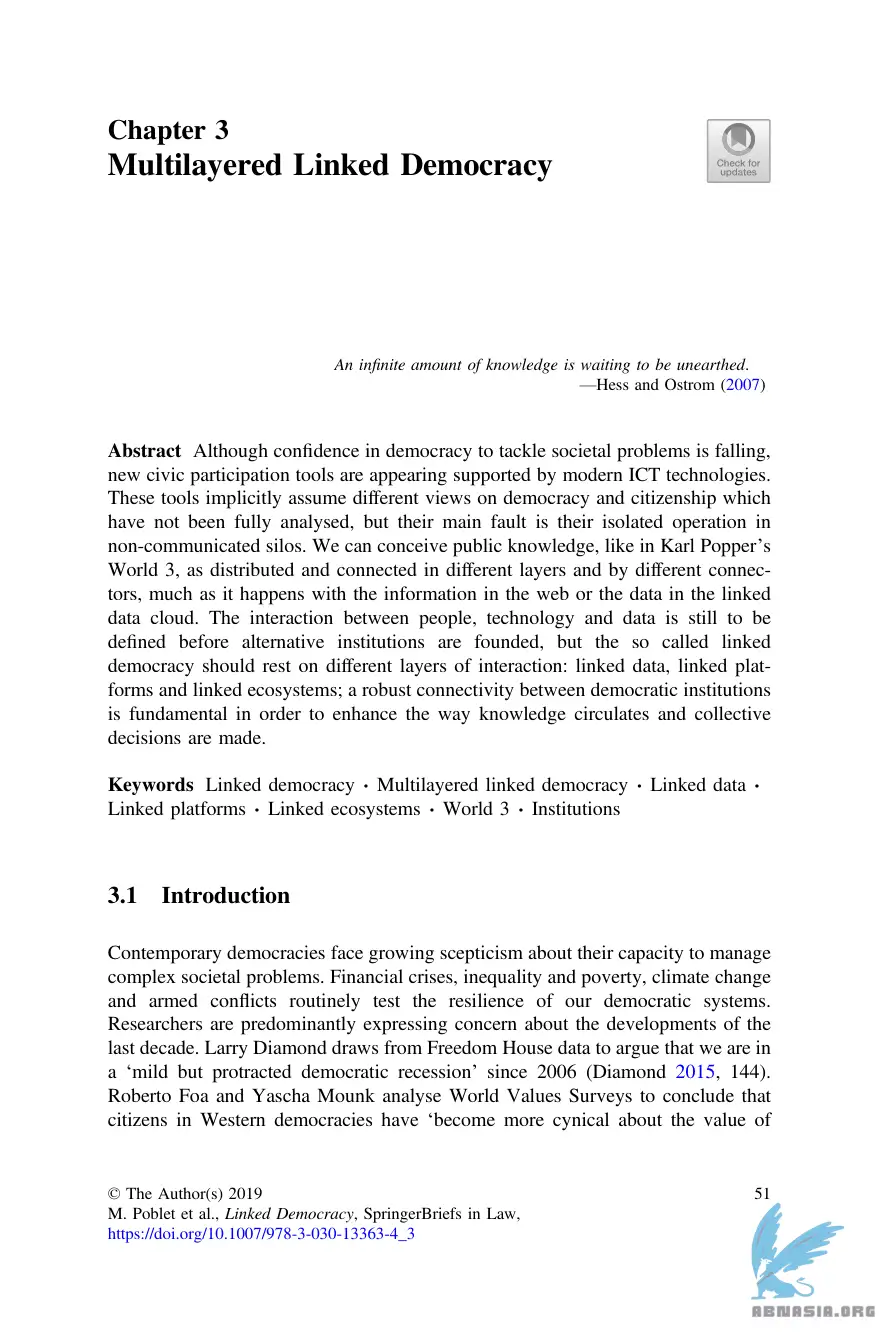 Chapter 3
Multilayered Linked Democracy
Check for
updates
An infinite amount of knowledge is waiting to be unearthed.
—Hess and Ostrom (2007)
Abstract Although confidence in democracy to tackle societal problems is falling,
new civic participation tools are appearing supported by modern ICT technologies.
These tools implicitly assume different views on democracy and citizenship which
have not been fully analysed, but their main fault is their isolated operation in
non-communicated silos. We can conceive public knowledge, like in Karl Popper's
World 3, as distributed and connected in different layers and by different connec-
tors, much as it happens with the information in the web or the data in the linked
data cloud. The interaction between people, technology and data is still to be
defined before alternative institutions are founded, but the so called linked
democracy should rest on different layers of interaction: linked data, linked plat-
forms and linked ecosystems; a robust connectivity between democratic institutions
is fundamental in order to enhance the way knowledge circulates and collective
decisions are made.
Keywords Linked democracy · Multilayered linked democracy · Linked data ·
Linked platforms · Linked ecosystems · World 3 · Institutions
3.1 Introduction
Contemporary democracies face growing scepticism about their capacity to manage
complex societal problems. Financial crises, inequality and poverty, climate change
and armed conflicts routinely test the resilience of our democratic systems.
Researchers are predominantly expressing concern about the developments of the
last decade. Larry Diamond draws from Freedom House data to argue that we are in
a 'mild but protracted democratic recession' since 2006 (Diamond 2015, 144).
Roberto Foa and Yascha Mounk analyse World Values Surveys to conclude that
citizens in Western democracies have 'become more cynical about the value of
© The Author(s) 2019
51
M. Poblet et al., Linked Democracy, SpringerBriefs in Law,
https://doi.org/10.1007/978-3-030-13363-4_3
ABNASIA.ORG